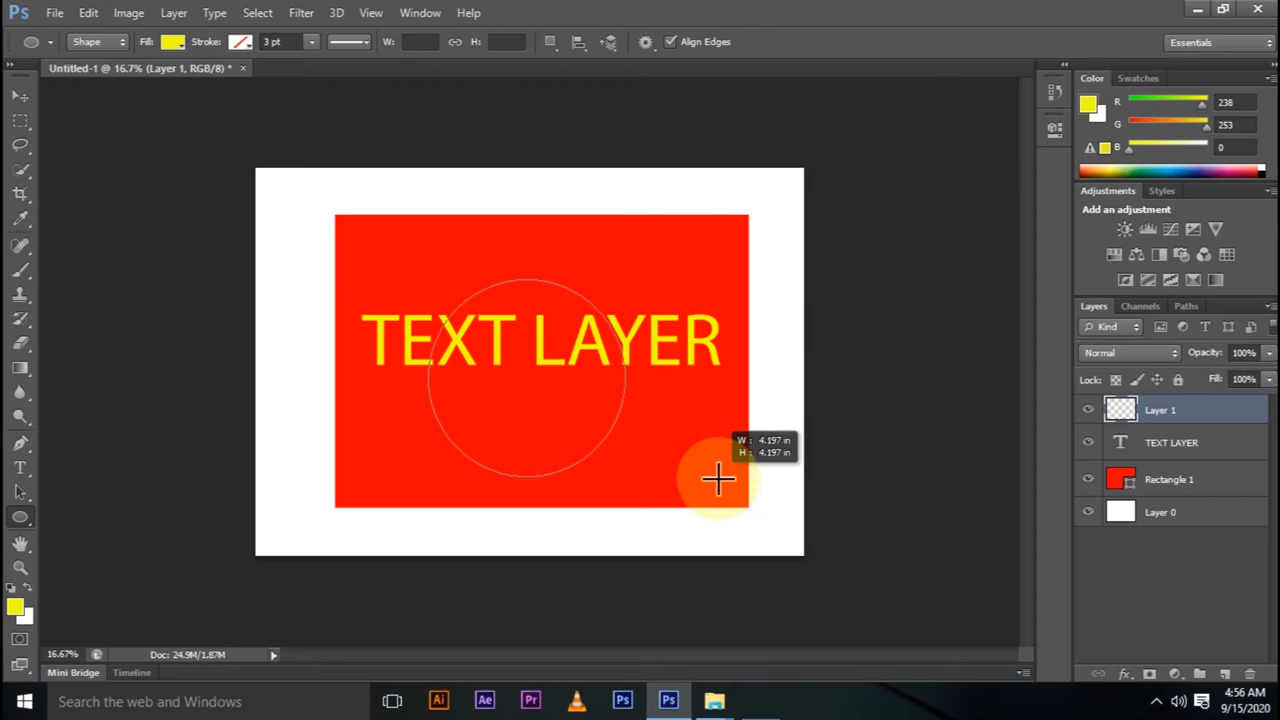 Ps File Edit Image Layer Type Select Filter 3D View Window Help
Shape Fill: Stroke: 3 pt W: H: Align Edges Essentials
Untitled-1 @ 16.7% (Layer 1, RGB/8) * ×
Color Swatches
R 238
G 253
B 0
Adjustments Styles
Add an adjustment
Layers Channels Paths
Kind
Normal Opacity: 100%
Lock: Fill: 100%
Layer 1
T TEXT LAYER
Rectangle 1
Layer 0
TEXT LAYER
W: 4.197 in
H: 4.197 in
16.67% Doc: 24.9M/1.87M
Mini Bridge Timeline
Search the web and Windows
Ai Ae Pr Ps Ps
4:56 AM
9/15/2020